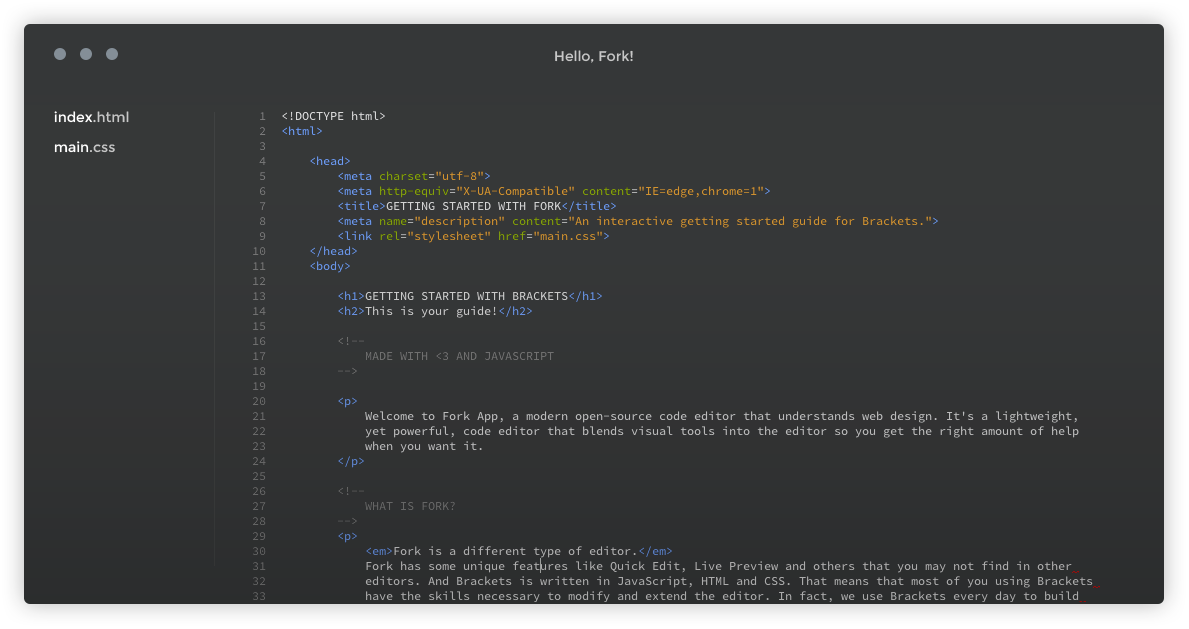 Hello, Fork!
index.html
main.css
1 <!DOCTYPE html>
2 <html>
3
4 <head>
5 <meta charset="utf-8">
6 <meta http-equiv="X-UA-Compatible" content="IE=edge,chrome=1">
7 <title>GETTING STARTED WITH FORK</title>
8 <meta name="description" content="An interactive getting started guide for Brackets.">
9 <link rel="stylesheet" href="main.css">
10 </head>
11 <body>
12
13 <h1>GETTING STARTED WITH BRACKETS</h1>
14 <h2>This is your guide!</h2>
15
16 <!--
17 MADE WITH <3 AND JAVASCRIPT
18 -->
19
20 <p>
21 Welcome to Fork App, a modern open-source code editor that understands web design. It's a lightweight,
22 yet powerful, code editor that blends visual tools into the editor so you get the right amount of help
23 when you want it.
24 </p>
25
26 <!--
27 WHAT IS FORK?
28 -->
29 <p>
30 <em>Fork is a different type of editor.</em>
31 Fork has some unique features like Quick Edit, Live Preview and others that you may not find in other
32 editors. And Brackets is written in JavaScript, HTML and CSS. That means that most of you using Brackets
33 have the skills necessary to modify and extend the editor. In fact, we use Brackets every day to build